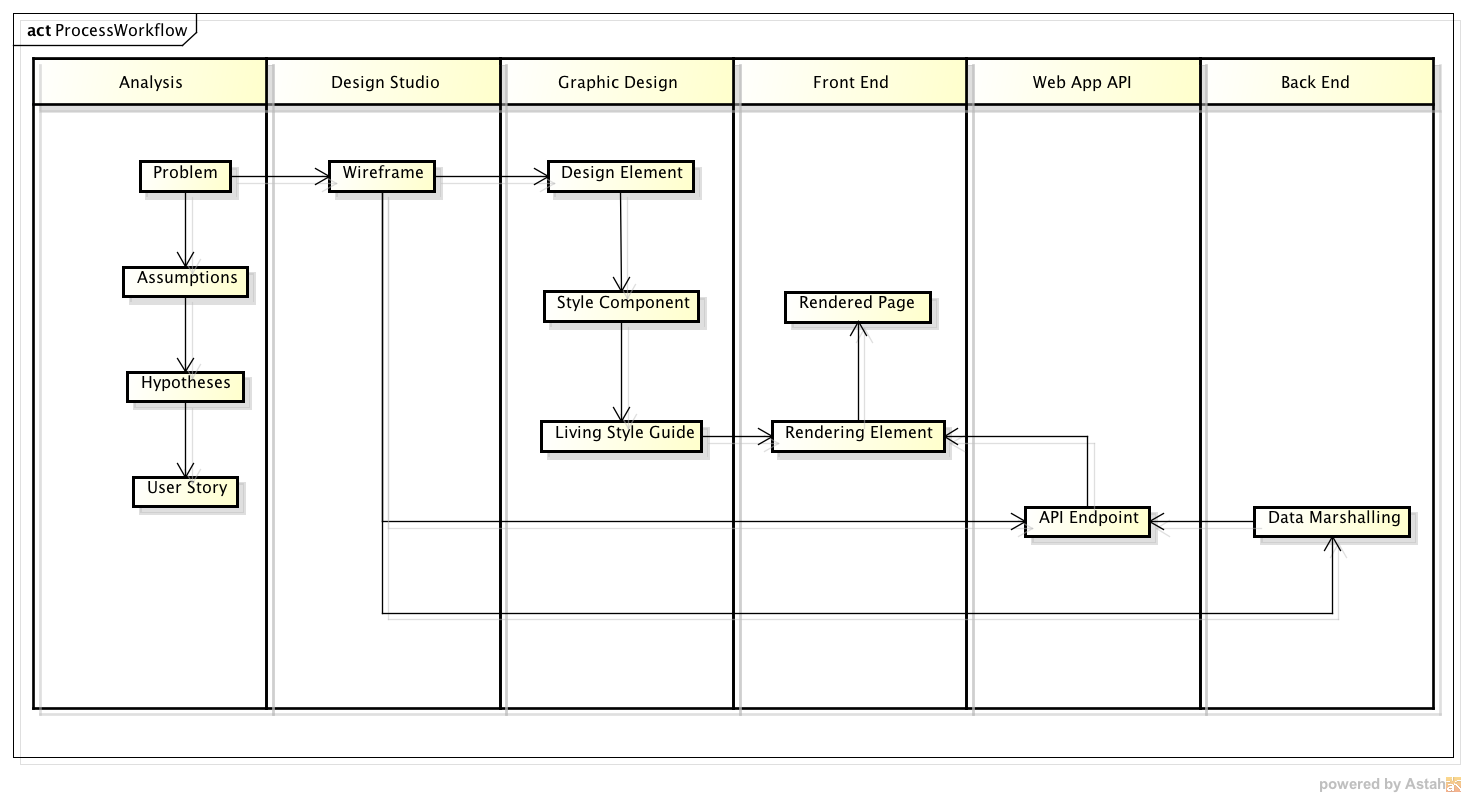 act ProcessWorkflow
Analysis
Design Studio
Graphic Design
Front End
Web App API
Back End
Problem
Wireframe
Design Element
Assumptions
Style Component
Rendered Page
Hypotheses
Living Style Guide
Rendering Element
User Story
API Endpoint
Data Marshalling
powered by Astah